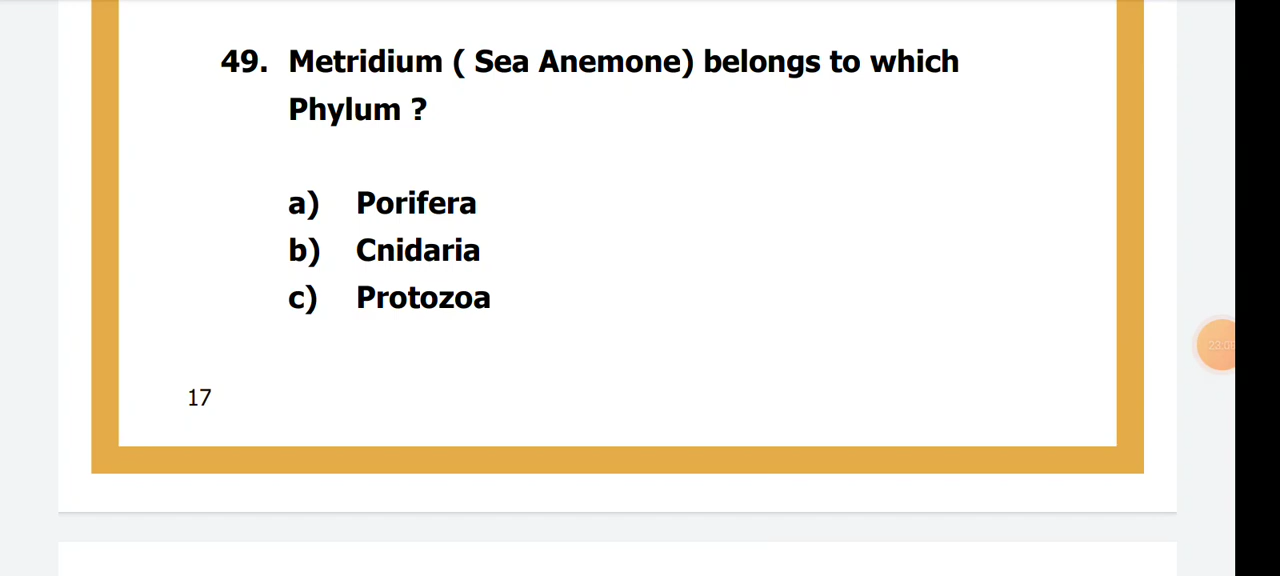 49. Metridium ( Sea Anemone) belongs to which
Phylum ?
a) Porifera
b) Cnidaria
c) Protozoa
17